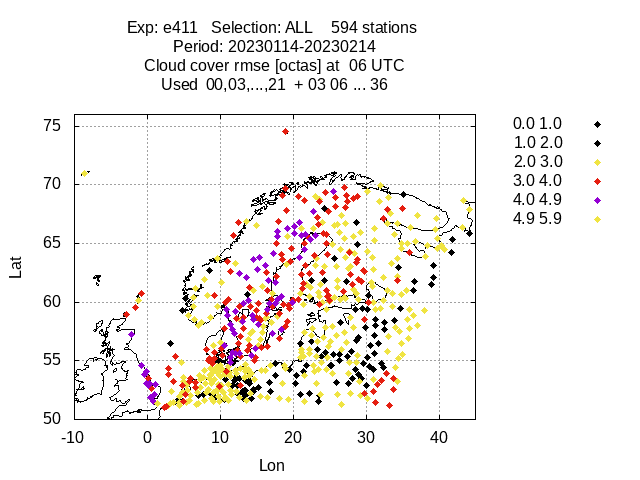 Exp: e411 Selection: ALL 594 stations
Period: 20230114-20230214
Cloud cover rmse [octas] at 06 UTC
Used 00,03,...,21 + 03 06 ... 36
75
70
65
60
55
50
Lat
-10 0 10 20 30 40
Lon
0.0 1.0
1.0 2.0
2.0 3.0
3.0 4.0
4.0 4.9
4.9 5.9